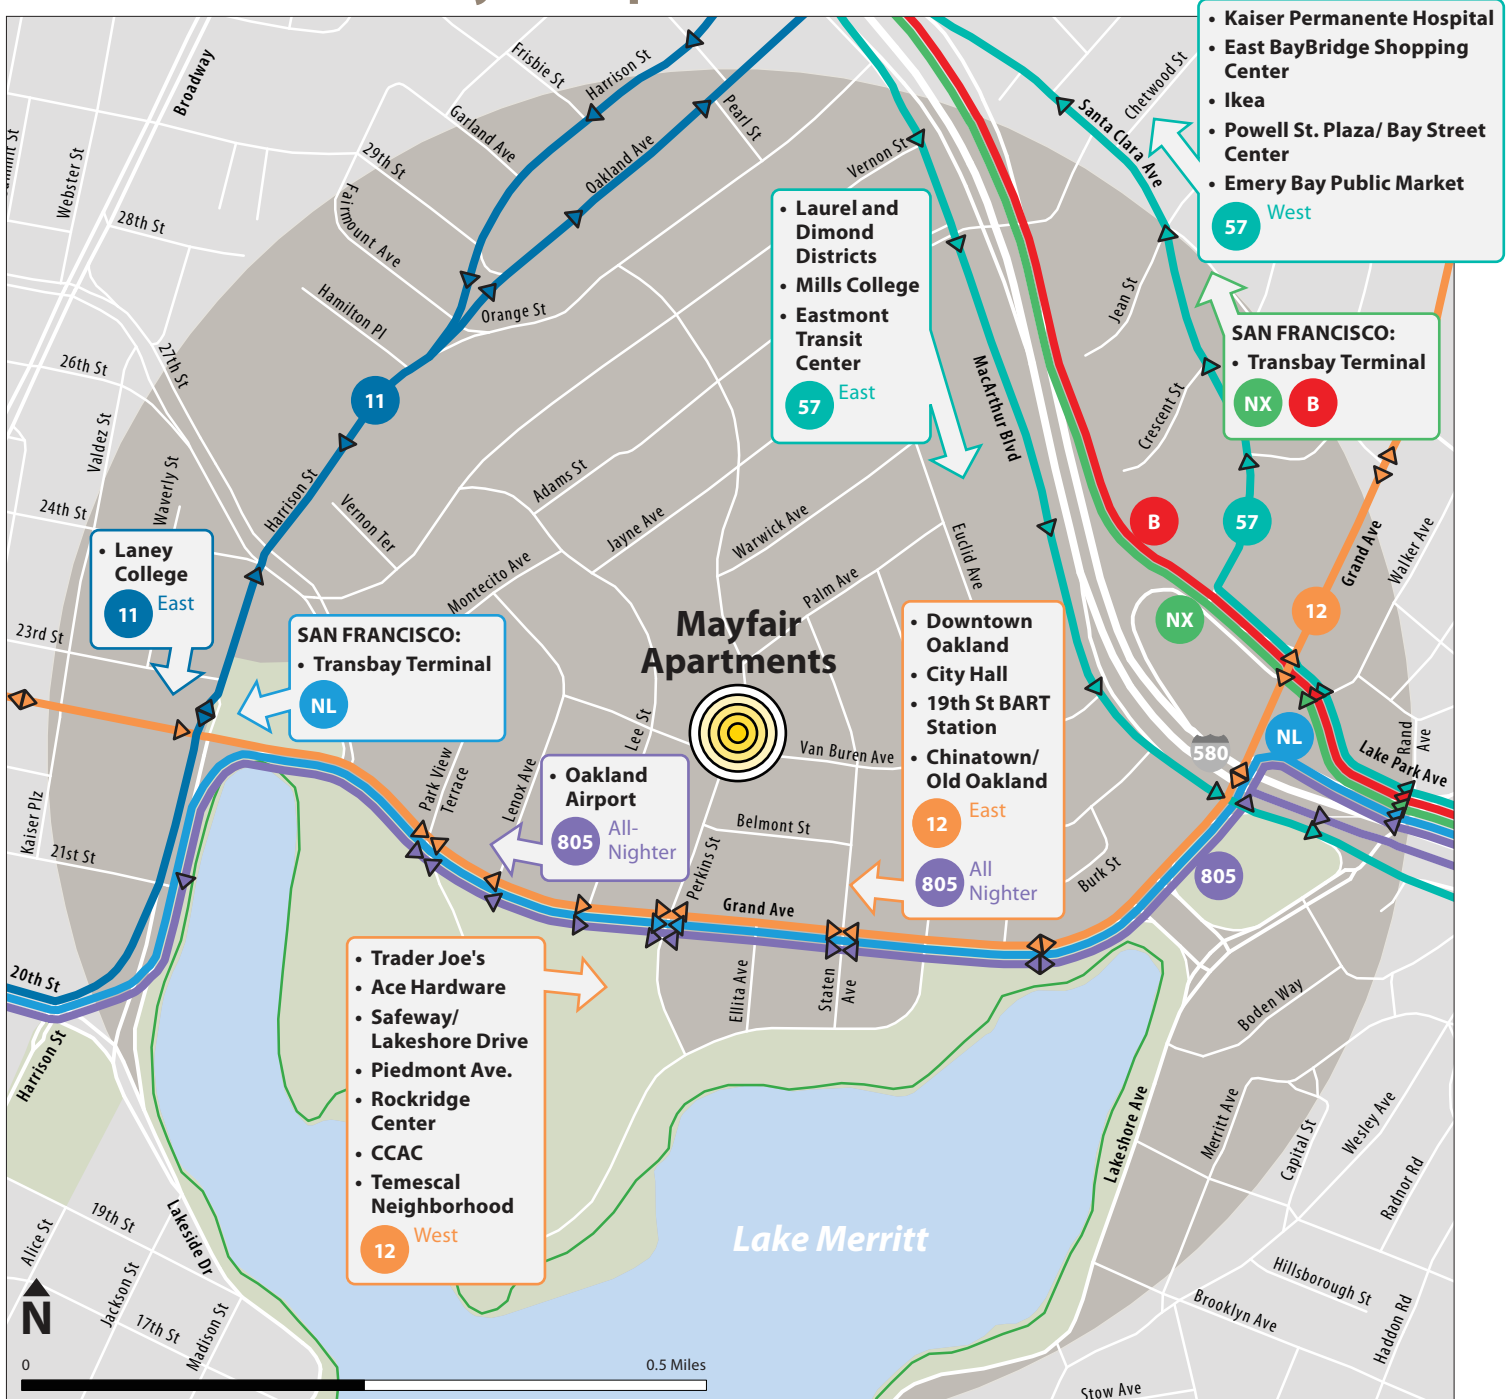 • Kaiser Permanente Hospital
• East BayBridge Shopping
Center
• Ikea
• Powell St. Plaza/ Bay Street
Center
• Emery Bay Public Market
57 West
Broadway
Frisbie St
Harrison St
Chetwood St
Santa Clara Ave
Garland Ave
Pearl St
29th St
Oakland Ave
Vernon St
Webster St
28th St
Fairmount Ave
• Laurel and
Dimond
Districts
• Mills College
• Eastmont
Transit
Center
57 East
Hamilton Pl
Orange St
Jean St
SAN FRANCISCO:
• Transbay Terminal
NX B
26th St
27th St
MacArthur Blvd
Crescent St
11
Valdez St
Waverly St
Harrison St
Adams St
24th St
Vernon Ter
Jayne Ave
Warwick Ave
Euclid Ave
B
57
Grand Ave
Walker Ave
• Laney
College
11 East
Montecito Ave
Palm Ave
23rd St
SAN FRANCISCO:
• Transbay Terminal
NL
Mayfair
Apartments
• Downtown
Oakland
• City Hall
• 19th St BART
Station
• Chinatown/
Old Oakland
12 East
805 All
Nighter
NX
12
Lee St
Van Buren Ave
580
NL
Rand
Ave
Lake Park Ave
Park View
Terrace
Lenox Ave
• Oakland
Airport
805 All-
Nighter
Kaiser Plz
21st St
Belmont St
Perkins St
Burk St
805
Grand Ave
• Trader Joe's
• Ace Hardware
• Safeway/
Lakeshore Drive
• Piedmont Ave.
• Rockridge
Center
• CCAC
• Temescal
Neighborhood
12 West
20th St
Ellita Ave
Staten
Ave
Boden Way
Harrison St
Lakeshore Ave
Merritt Ave
Capital St
Wesley Ave
Radnor Rd
Alice St
19th St
Lakeside Dr
Lake Merritt
Jackson St
17th St
Madison St
Hillsborough St
Brooklyn Ave
Haddon Rd
N
0
0.5 Miles
Stow Ave